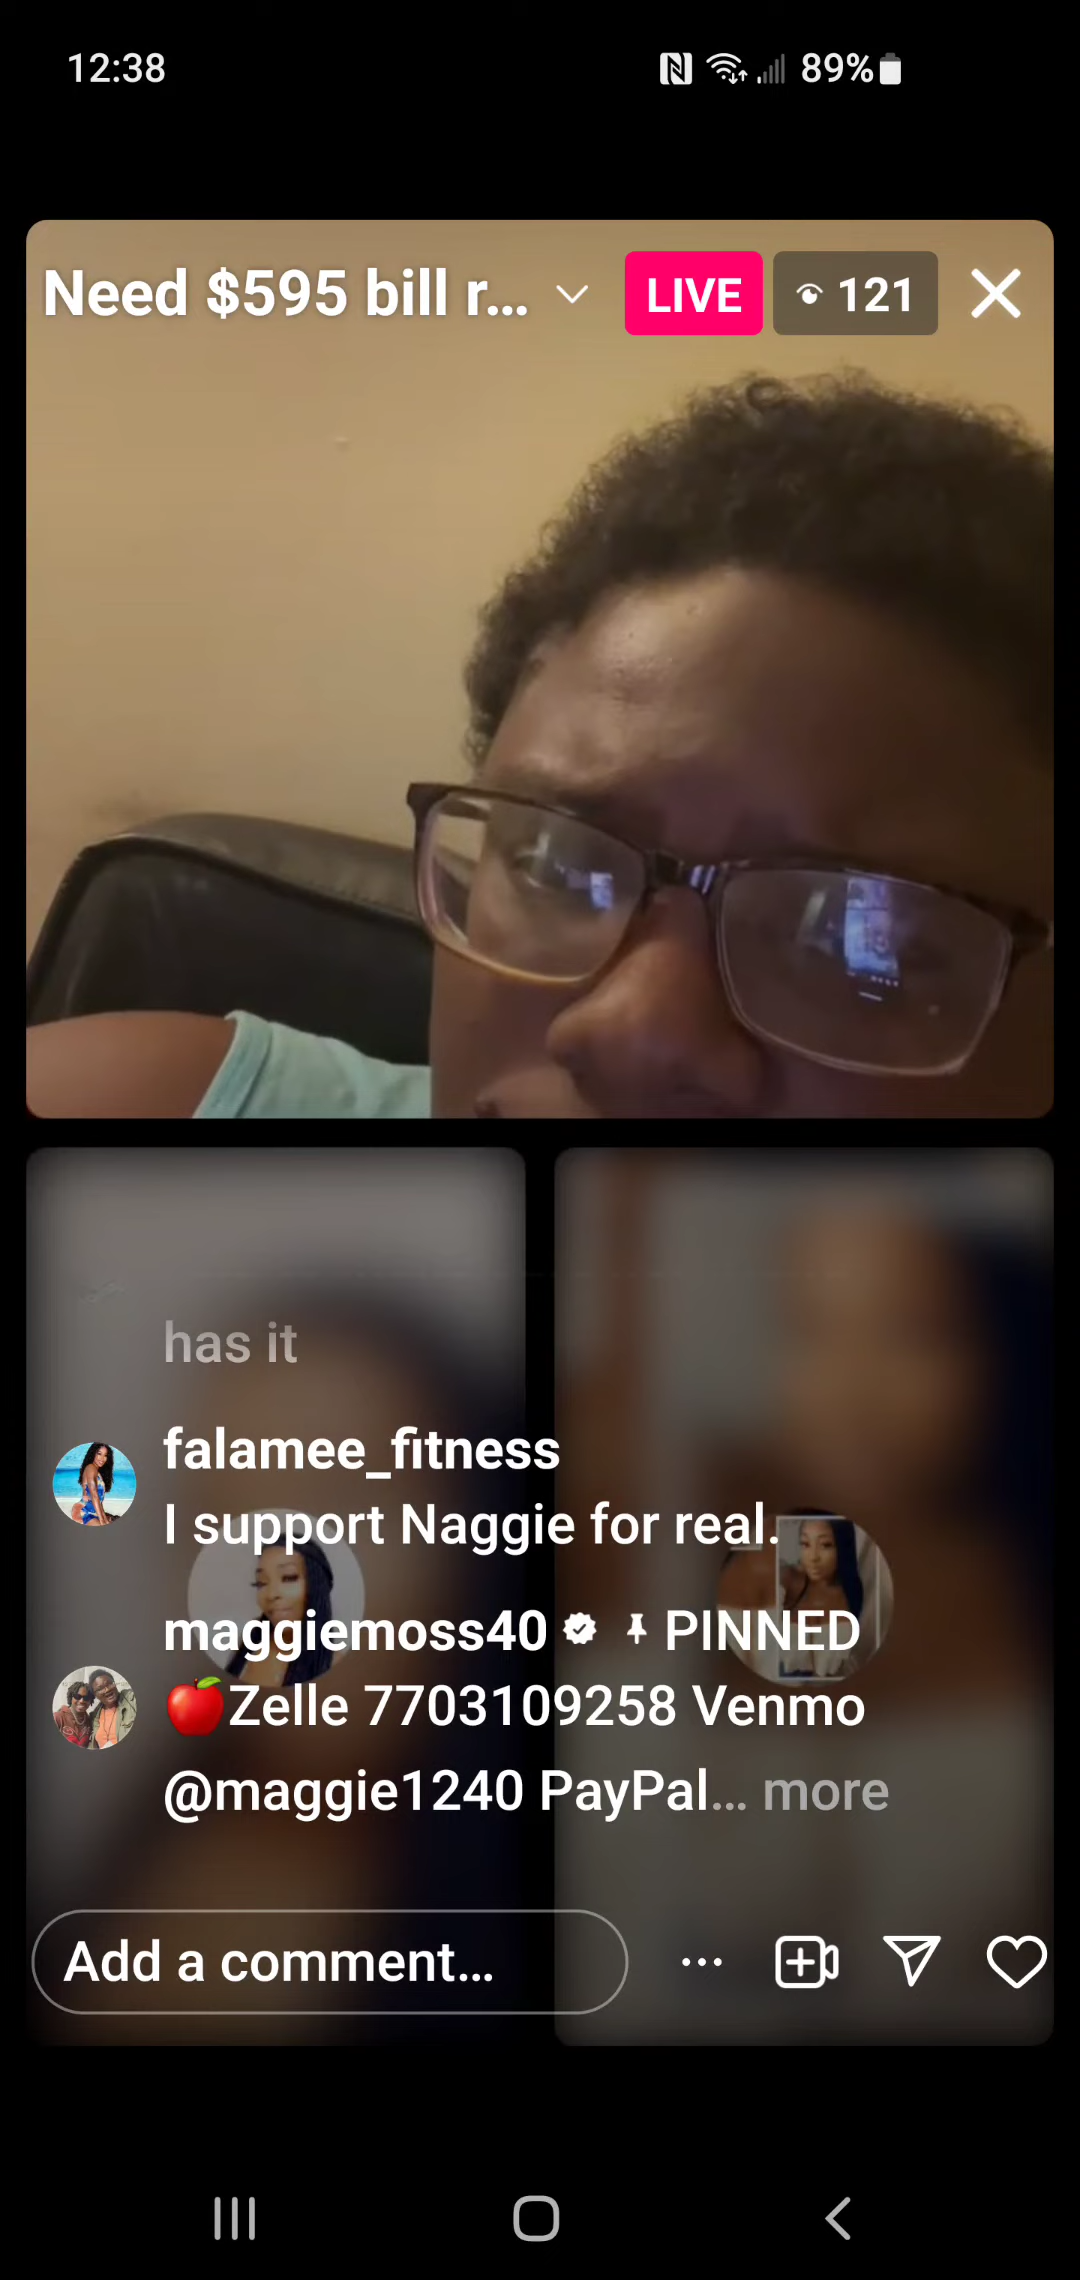 12:38 89%
Need $595 bill r... LIVE 121
has it
falamee_fitness
I support Naggie for real.
maggiemoss40 PINNED
🍎Zelle 7703109258 Venmo
@maggie1240 PayPal... more
Add a comment...